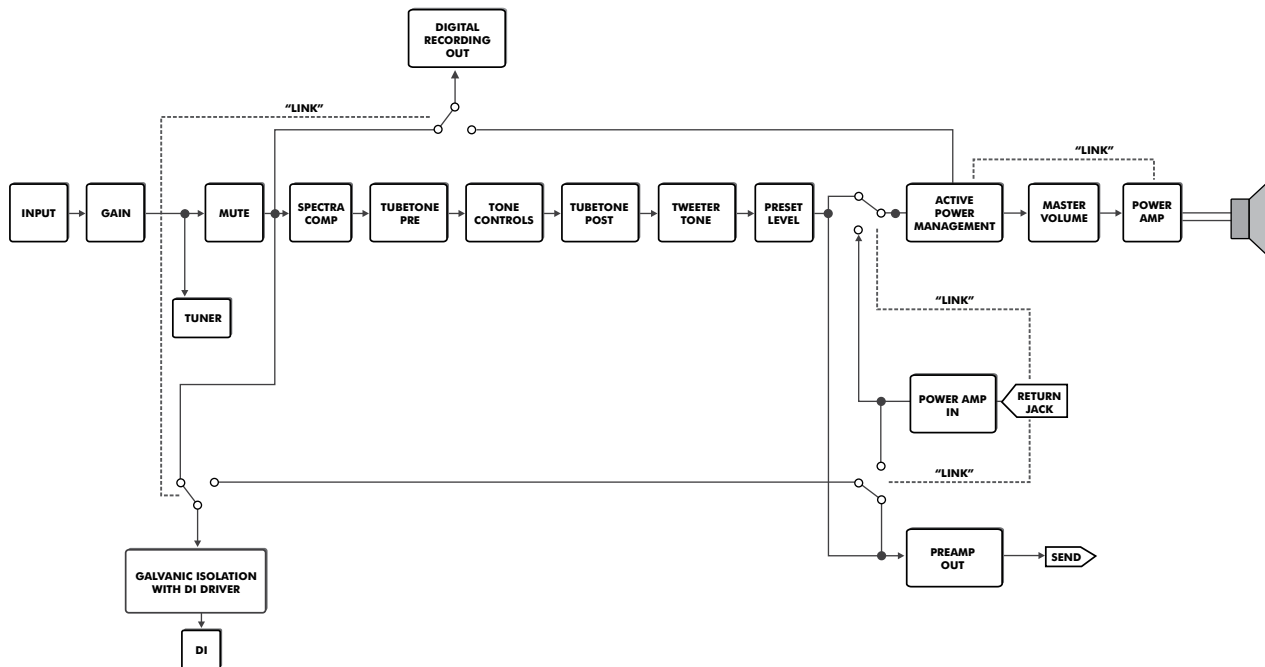 DIGITAL
RECORDING
OUT
“LINK”
“LINK”
INPUT
GAIN
MUTE
SPECTRA
COMP
TUBETONE
PRE
TONE
CONTROLS
TUBETONE
POST
TWEETER
TONE
PRESET
LEVEL
ACTIVE
POWER
MANAGEMENT
MASTER
VOLUME
POWER
AMP
TUNER
“LINK”
POWER AMP
IN
RETURN
JACK
“LINK”
PREAMP
OUT
SEND
GALVANIC ISOLATION
WITH DI DRIVER
DI